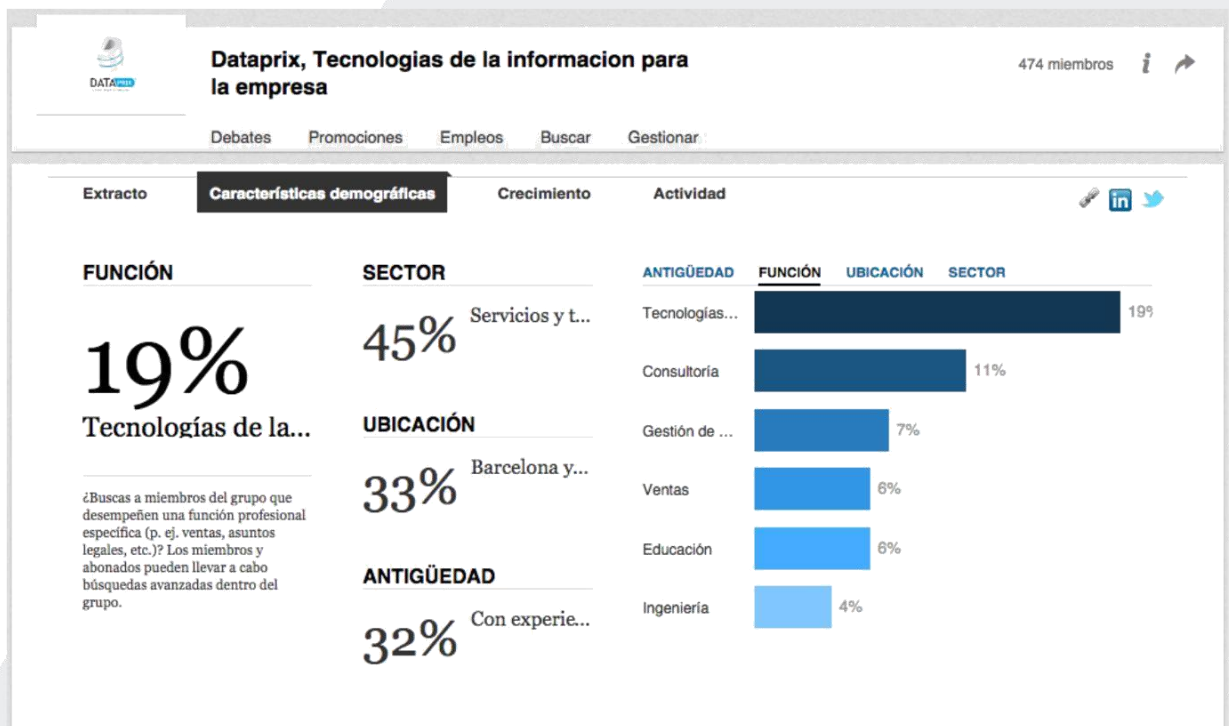 DATAPRIX
Dataprix, Tecnologias de la informacion para
la empresa
474 miembros
Debates Promociones Empleos Buscar Gestionar
Extracto Características demográficas Crecimiento Actividad
in
FUNCIÓN
19%
Tecnologías de la...
¿Buscas a miembros del grupo que
desempeñen una función profesional
específica (p. ej. ventas, asuntos
legales, etc.)? Los miembros y
abonados pueden llevar a cabo
búsquedas avanzadas dentro del
grupo.
SECTOR
45% Servicios y t...
UBICACIÓN
33% Barcelona y...
ANTIGÜEDAD
32% Con experie...
ANTIGÜEDAD FUNCIÓN UBICACIÓN SECTOR
Tecnologías... 19%
Consultoría 11%
Gestión de ... 7%
Ventas 6%
Educación 6%
Ingeniería 4%